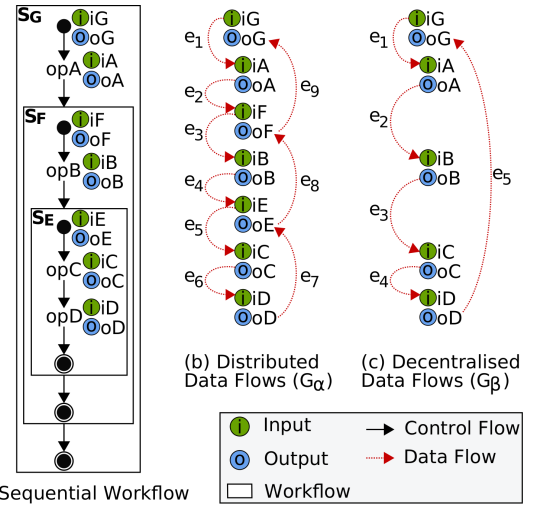 SG
iG
oG
opA
iA
oA
SF
iF
oF
opB
iB
oB
SE
iE
oE
opC
iC
oC
opD
iD
oD
Sequential Workflow
iG
oG
e1
iA
e2
oA
iF
e3
oF
e9
iB
e4
oB
e8
iE
e5
oE
iC
e6
oC
e7
iD
oD
(b) Distributed
Data Flows (Gα)
iG
oG
e1
iA
oA
e2
iB
oB
e5
e3
iC
oC
e4
iD
oD
(c) Decentralised
Data Flows (Gβ)
i Input
o Output
Workflow
Control Flow
Data Flow